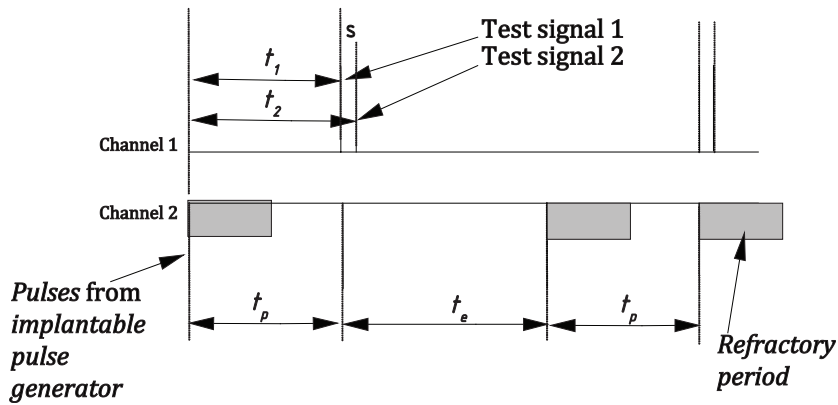 s
Test signal 1
t1
Test signal 2
t2
Channel 1
Channel 2
Pulses from
implantable
pulse
generator
tp
te
tp
Refractory
period